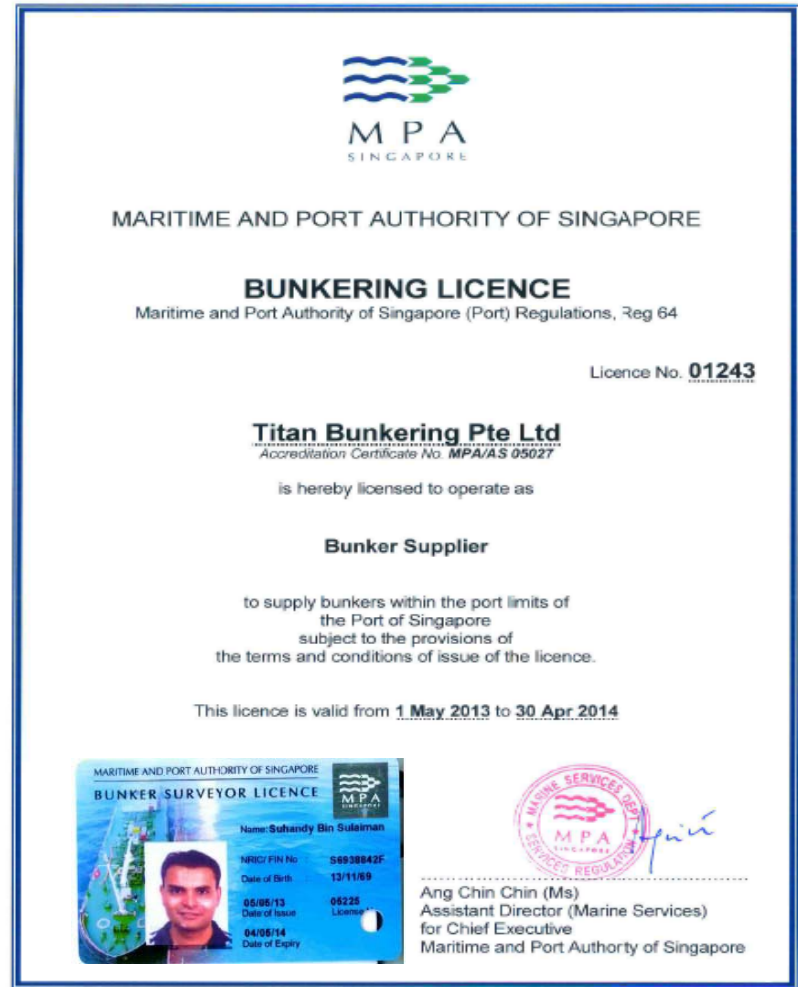 MPA
SINGAPORE
MARITIME AND PORT AUTHORITY OF SINGAPORE
BUNKERING LICENCE
Maritime and Port Authority of Singapore (Port) Regulations, Reg 64
Licence No. 01243
Titan Bunkering Pte Ltd
Accreditation Certificate No. MPA/AS 05027
is hereby licensed to operate as
Bunker Supplier
to supply bunkers within the port limits of
the Port of Singapore
subject to the provisions of
the terms and conditions of issue of the licence.
This licence is valid from 1 May 2013 to 30 Apr 2014
MARITIME AND PORT AUTHORITY OF SINGAPORE
BUNKER SURVEYOR LICENCE
MPA
SINGAPORE
Name: Suhandy Bin Sulaiman
NRIC/ FIN No S6938842F
Date of Birth 13/11/69
05/05/13 05225
Date of Issue License
04/05/14
Date of Expiry
MARINE SERVICES DEPT
MPA
SINGAPORE
SERVICES REGULATION
Ang Chin Chin (Ms)
Assistant Director (Marine Services)
for Chief Executive
Maritime and Port Authorty of Singapore